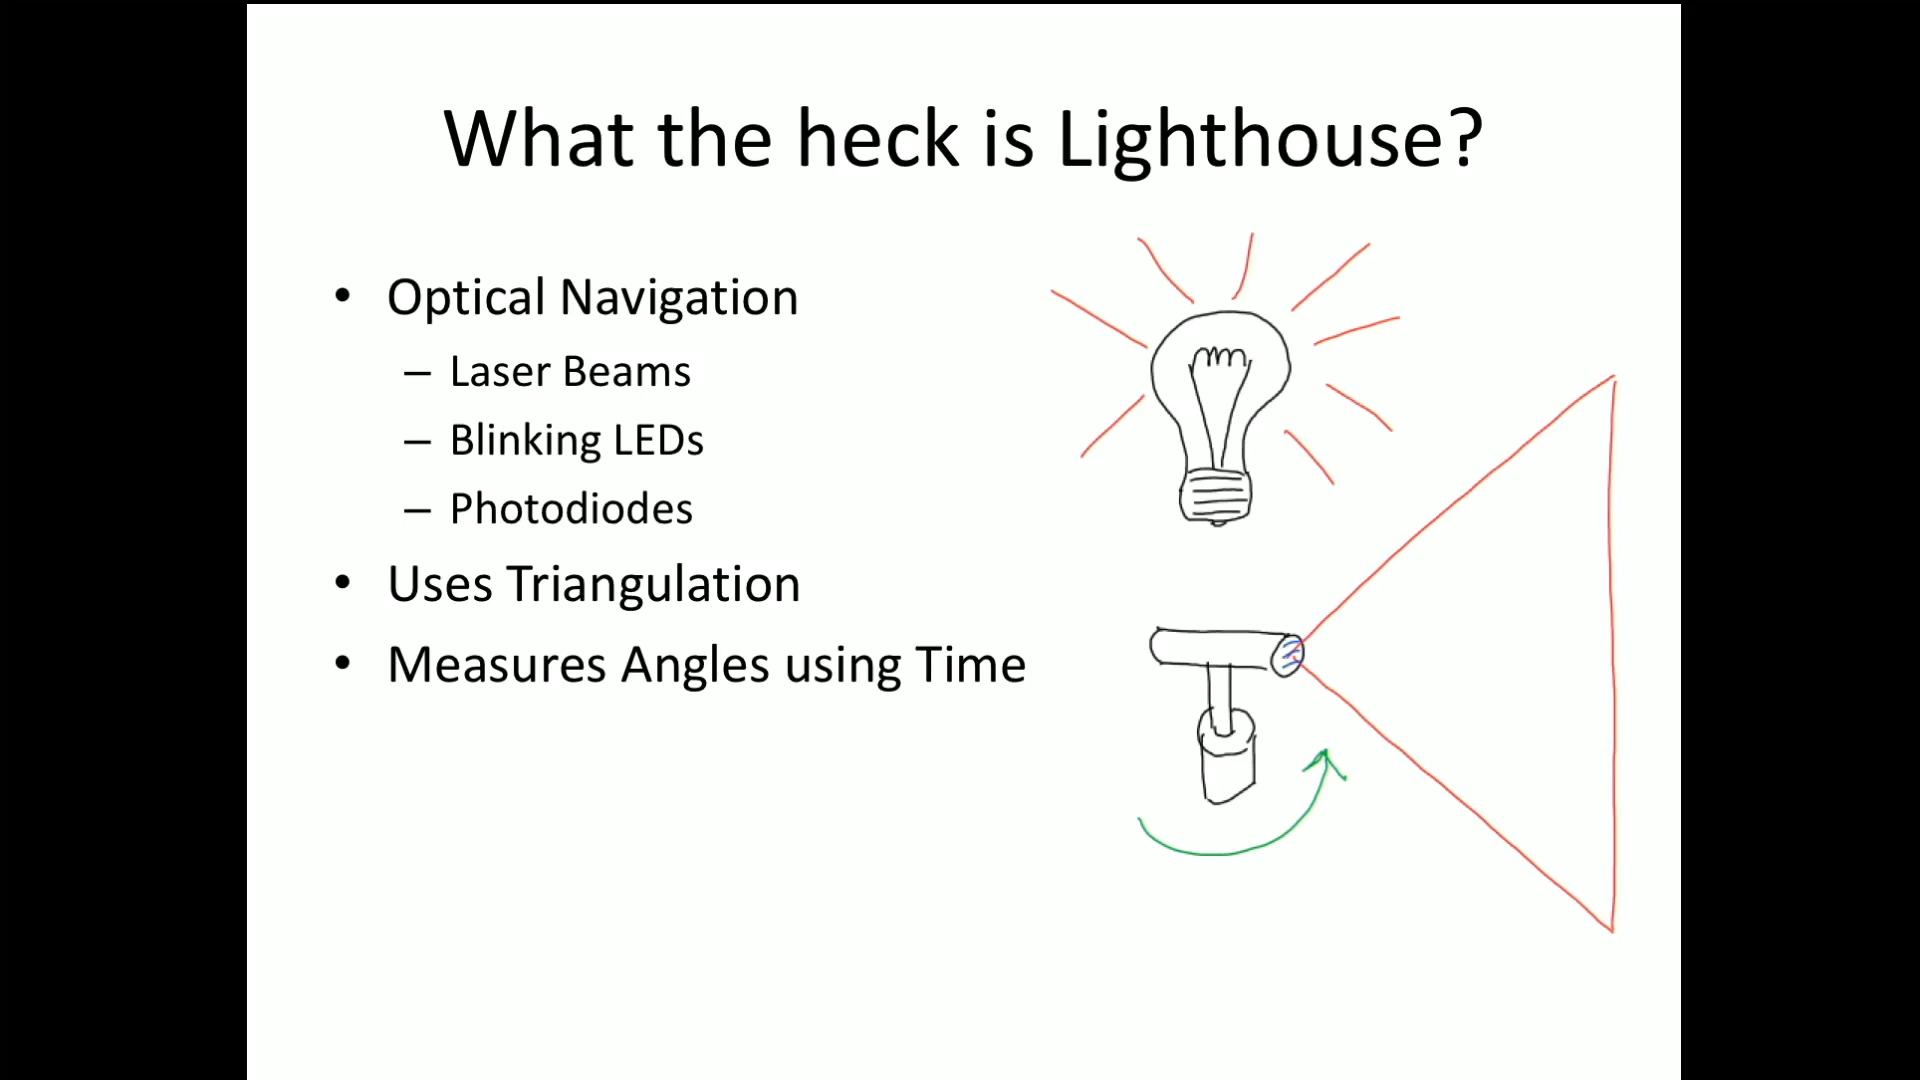 What the heck is Lighthouse?
• Optical Navigation
– Laser Beams
– Blinking LEDs
– Photodiodes
• Uses Triangulation
• Measures Angles using Time